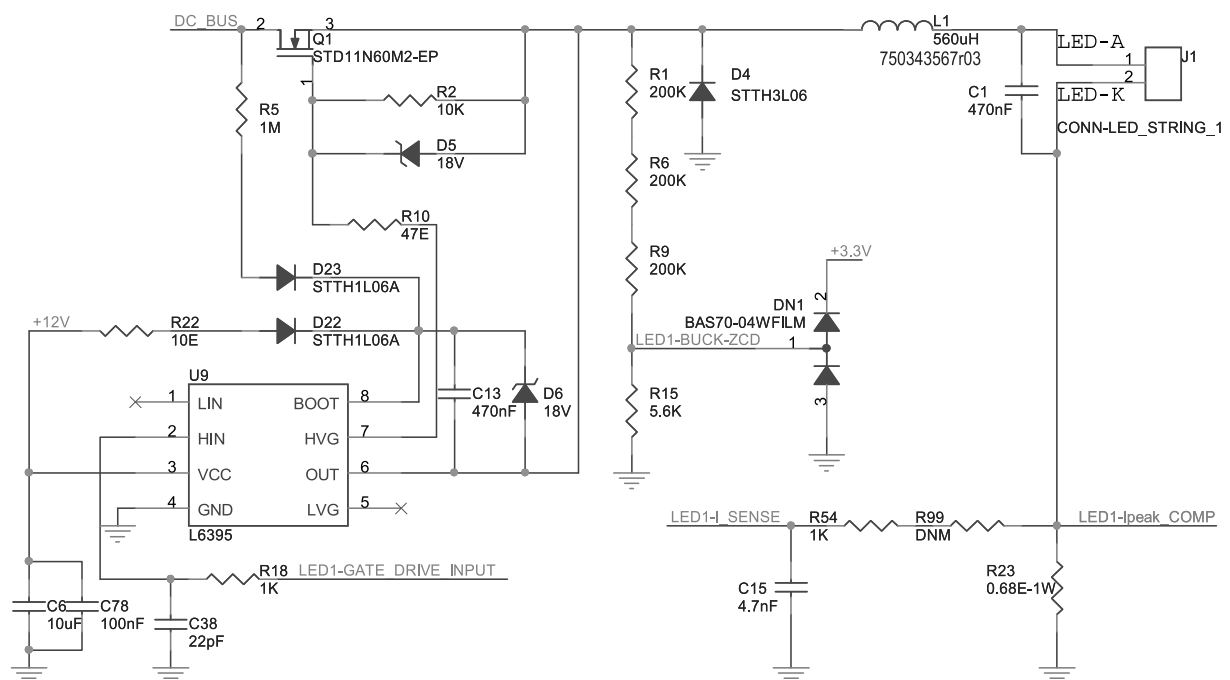 DC_BUS
2
3
Q1
STD11N60M2-EP
1
L1
560uH
750343567r03
LED-A
1
2
J1
LED-K
CONN-LED_STRING_1
C1
470nF
R5
1M
R2
10K
D5
18V
R10
47E
R1
200K
D4
STTH3L06
R6
200K
R9
200K
+3.3V
DN1
BAS70-04WFILM
2
1
3
LED1-BUCK-ZCD
R15
5.6K
D23
STTH1L06A
+12V
R22
10E
D22
STTH1L06A
U9
1
LIN
BOOT
8
2
HIN
HVG
7
3
VCC
OUT
6
4
GND
LVG
5
L6395
C13
470nF
D6
18V
R18
1K
LED1-GATE_DRIVE_INPUT
C6
10uF
C78
100nF
C38
22pF
LED1-I_SENSE
R54
1K
R99
DNM
LED1-Ipeak_COMP
C15
4.7nF
R23
0.68E-1W